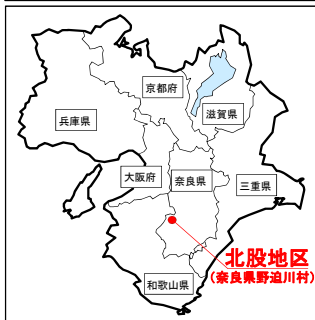 京都府
滋賀県
兵庫県
大阪府
奈良県
三重県
北股地区
(奈良県野迫川村)
和歌山県